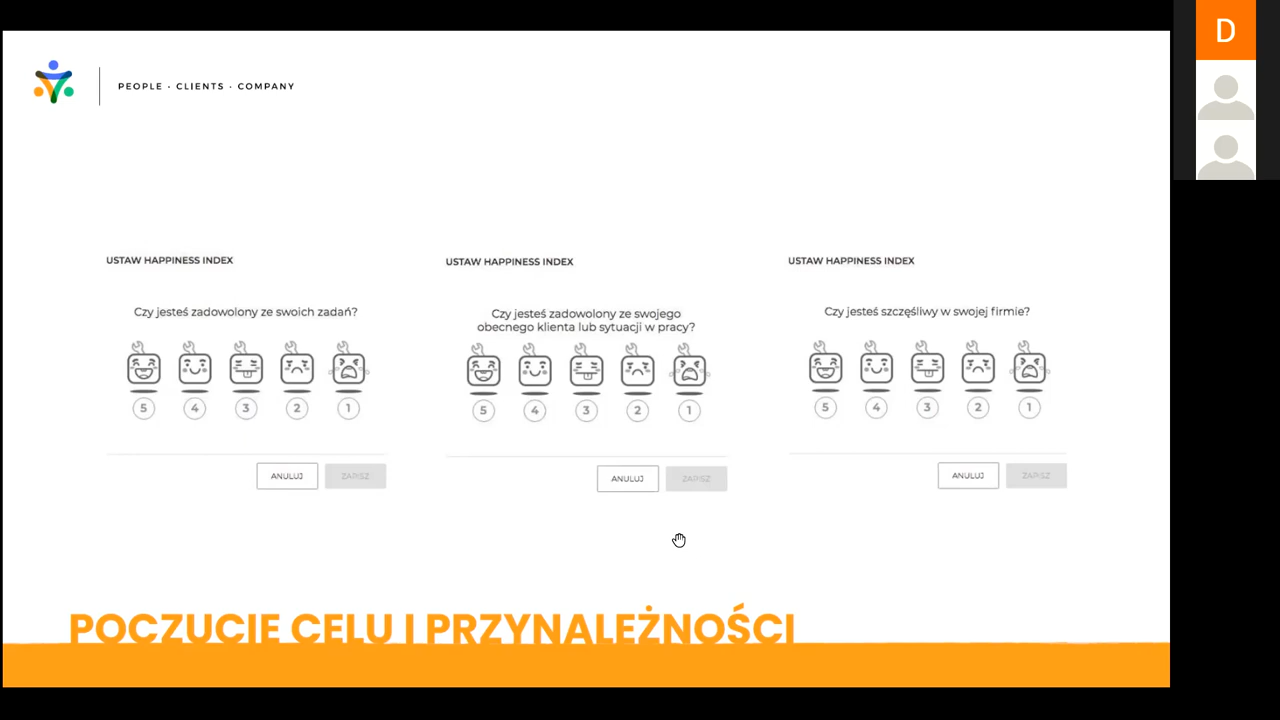 D
PEOPLE · CLIENTS · COMPANY
USTAW HAPPINESS INDEX
Czy jesteś zadowolony ze swoich zadań?
5 4 3 2 1
ANULUJ ZAPISZ
USTAW HAPPINESS INDEX
Czy jesteś zadowolony ze swojego
obecnego klienta lub sytuacji w pracy?
5 4 3 2 1
ANULUJ ZAPISZ
USTAW HAPPINESS INDEX
Czy jesteś szczęśliwy w swojej firmie?
5 4 3 2 1
ANULUJ ZAPISZ
POCZUCIE CELU I PRZYNALEŻNOŚCI